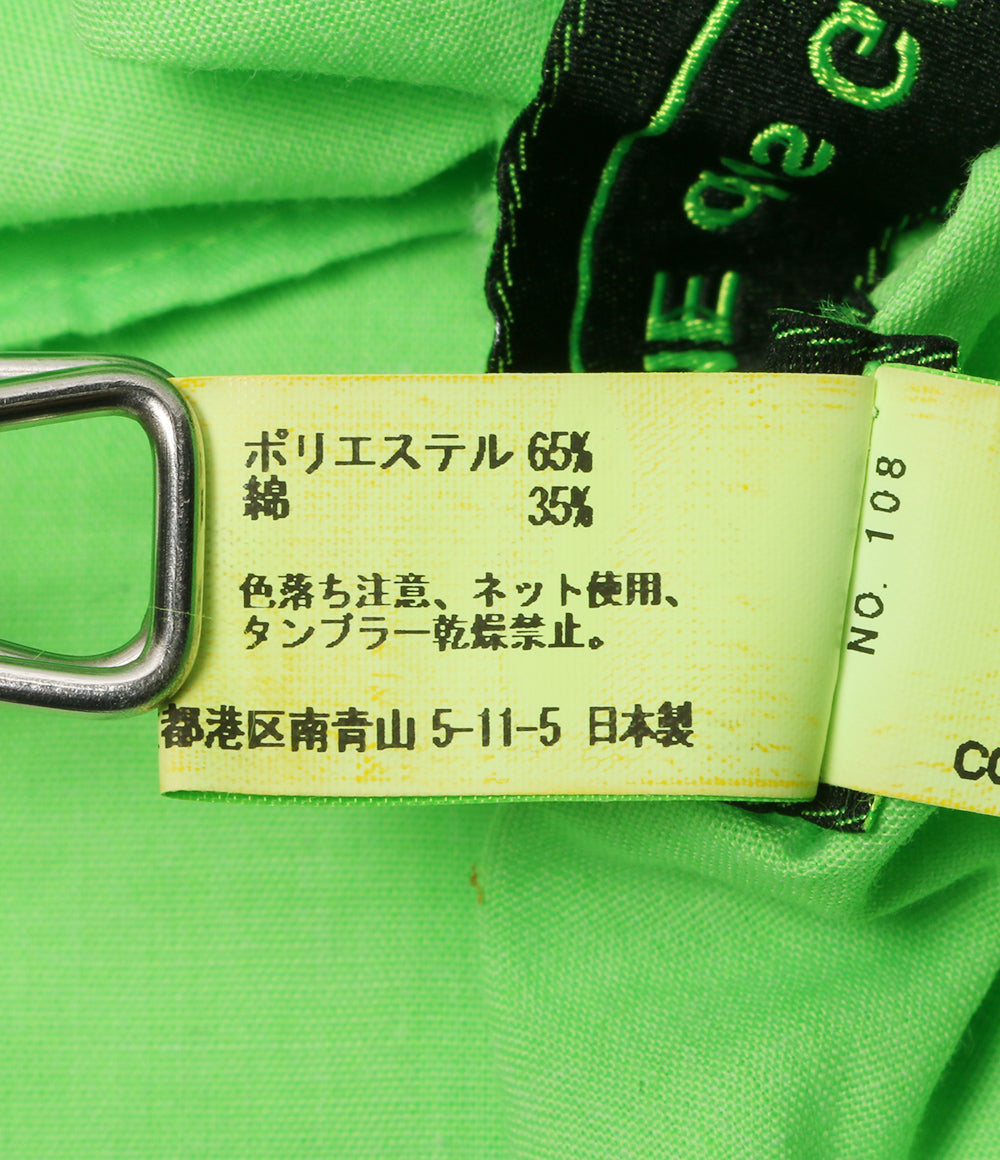 ポリエステル 65%
綿 35%
色落ち注意、ネット使用、
タンブラー乾燥禁止。
都港区南青山 5-11-5 日本製
NO. 108